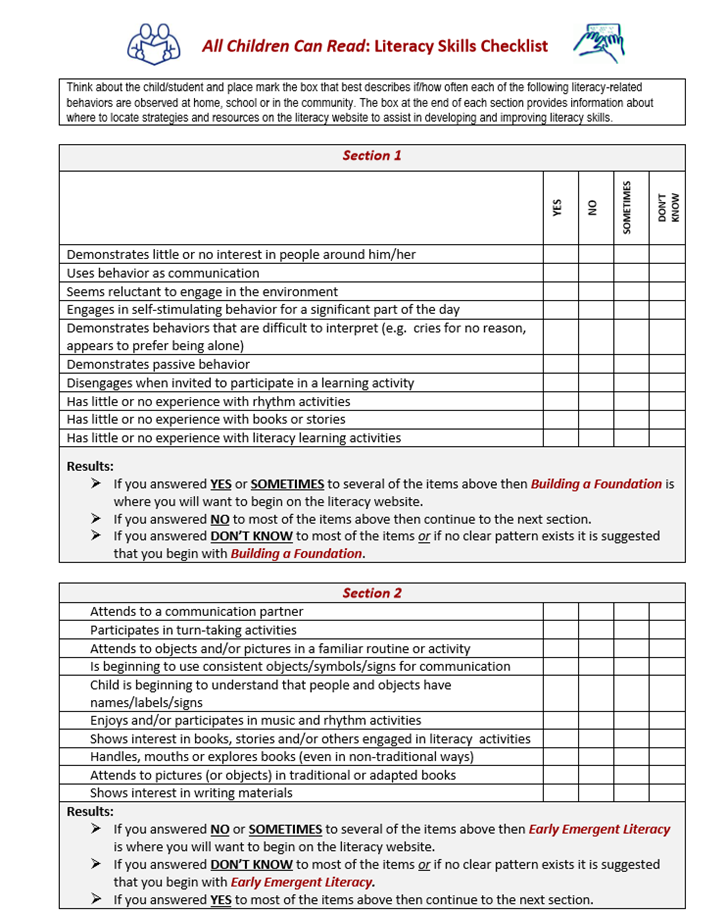 All Children Can Read: Literacy Skills Checklist
Think about the child/student and place mark the box that best describes if/how often each of the following literacy-related
behaviors are observed at home, school or in the community. The box at the end of each section provides information about
where to locate strategies and resources on the literacy website to assist in developing and improving literacy skills.
Section 1
YES
NO
SOMETIMES
DON'T
KNOW
Demonstrates little or no interest in people around him/her
Uses behavior as communication
Seems reluctant to engage in the environment
Engages in self-stimulating behavior for a significant part of the day
Demonstrates behaviors that are difficult to interpret (e.g. cries for no reason,
appears to prefer being alone)
Demonstrates passive behavior
Disengages when invited to participate in a learning activity
Has little or no experience with rhythm activities
Has little or no experience with books or stories
Has little or no experience with literacy learning activities
Results:
➢ If you answered YES or SOMETIMES to several of the items above then Building a Foundation is
where you will want to begin on the literacy website.
➢ If you answered NO to most of the items above then continue to the next section.
➢ If you answered DON'T KNOW to most of the items or if no clear pattern exists it is suggested
that you begin with Building a Foundation.
Section 2
Attends to a communication partner
Participates in turn-taking activities
Attends to objects and/or pictures in a familiar routine or activity
Is beginning to use consistent objects/symbols/signs for communication
Child is beginning to understand that people and objects have
names/labels/signs
Enjoys and/or participates in music and rhythm activities
Shows interest in books, stories and/or others engaged in literacy activities
Handles, mouths or explores books (even in non-traditional ways)
Attends to pictures (or objects) in traditional or adapted books
Shows interest in writing materials
Results:
➢ If you answered NO or SOMETIMES to several of the items above then Early Emergent Literacy
is where you will want to begin on the literacy website.
➢ If you answered DON'T KNOW to most of the items or if no clear pattern exists it is suggested
that you begin with Early Emergent Literacy.
➢ If you answered YES to most of the items above then continue to the next section.